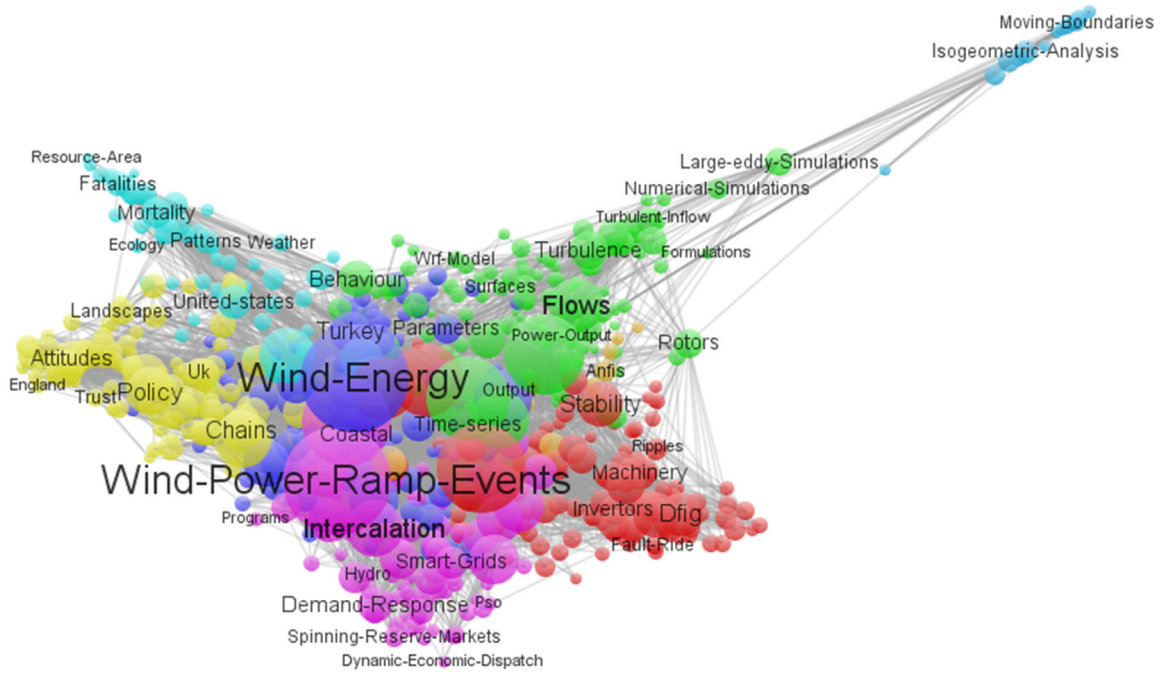 Moving-Boundaries
Isogeometric-Analysis
Resource-Area
Large-eddy-Simulations
Fatalities
Numerical-Simulations
Mortality
Turbulent-Inflow
Ecology
Patterns
Weather
Turbulence
Formulations
Wrf-Model
Behaviour
Surfaces
United-states
Flows
Landscapes
Turkey
Parameters
Power-Output
Rotors
Attitudes
Uk
Wind-Energy
Anfis
England
Trust
Policy
Output
Stability
Chains
Coastal
Time-series
Ripples
Wind-Power-Ramp-Events
Machinery
Programs
Intercalation
Invertors
Dfig
Fault-Ride
Smart-Grids
Hydro
Demand-Response
Pso
Spinning-Reserve-Markets
Dynamic-Economic-Dispatch